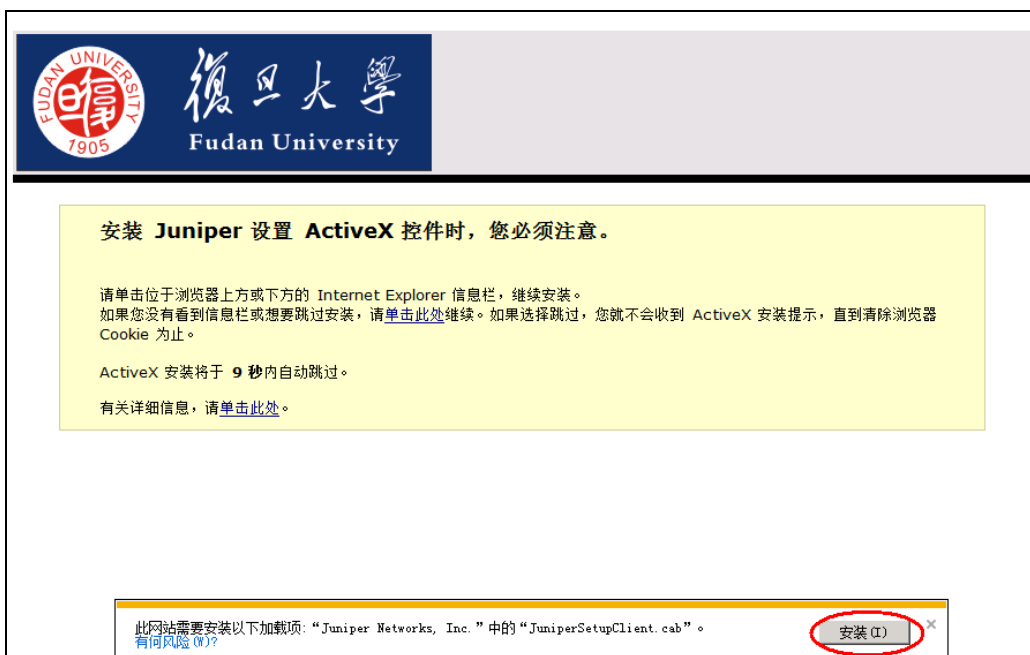 FUDAN UNIVERSITY
1905
復旦大學
Fudan University
安装 Juniper 设置 ActiveX 控件时，您必须注意。
请单击位于浏览器上方或下方的 Internet Explorer 信息栏，继续安装。
如果您没有看到信息栏或想要跳过安装，请单击此处继续。如果选择跳过，您就不会收到 ActiveX 安装提示，直到清除浏览器
Cookie 为止。
ActiveX 安装将于 9 秒内自动跳过。
有关详细信息，请单击此处。
此网站需要安装以下加载项:“Juniper Networks, Inc.”中的“JuniperSetupClient.cab”。
有何风险(W)?
安装(I)
×